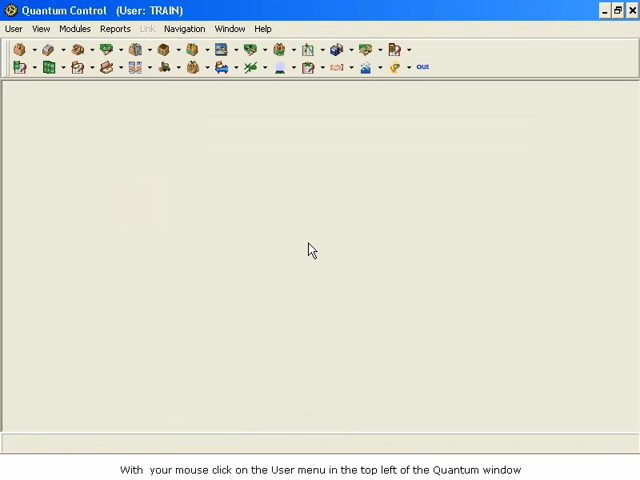 Quantum Control (User: TRAIN)
User View Modules Reports Link Navigation Window Help
QUE
With your mouse click on the User menu in the top left of the Quantum window